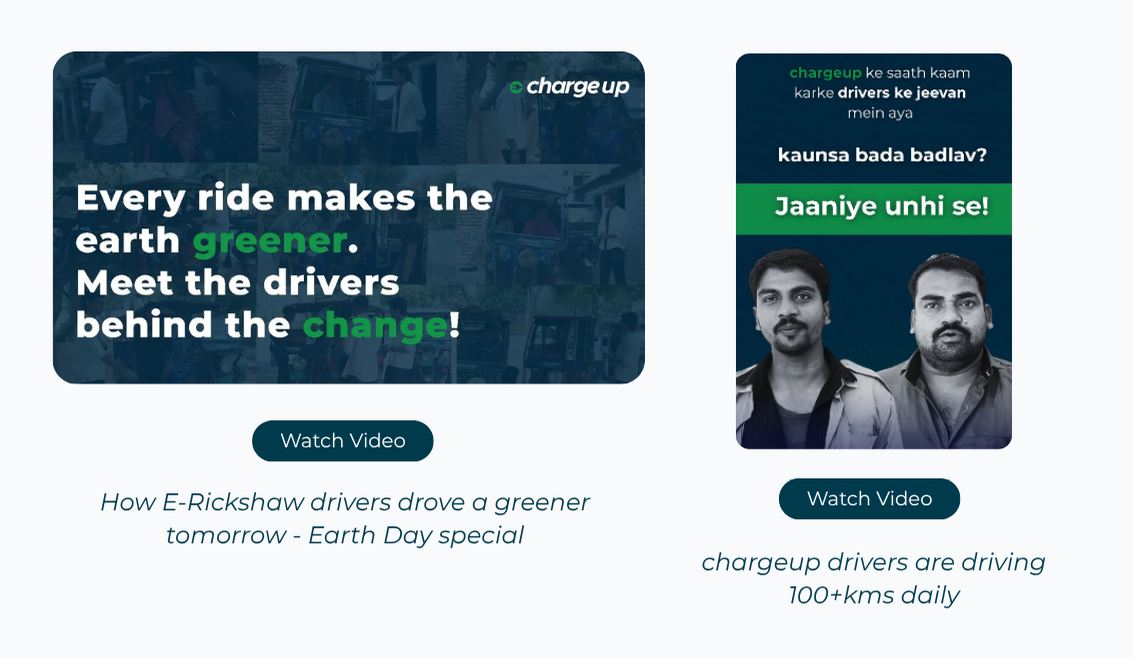 chargeup
Every ride makes the
earth greener.
Meet the drivers
behind the change!
Watch Video
How E-Rickshaw drivers drove a greener
tomorrow - Earth Day special
chargeup ke saath kaam
karke drivers ke jeevan
mein aya
kaunsa bada badlav?
Jaaniye unhi se!
Watch Video
chargeup drivers are driving
100+kms daily